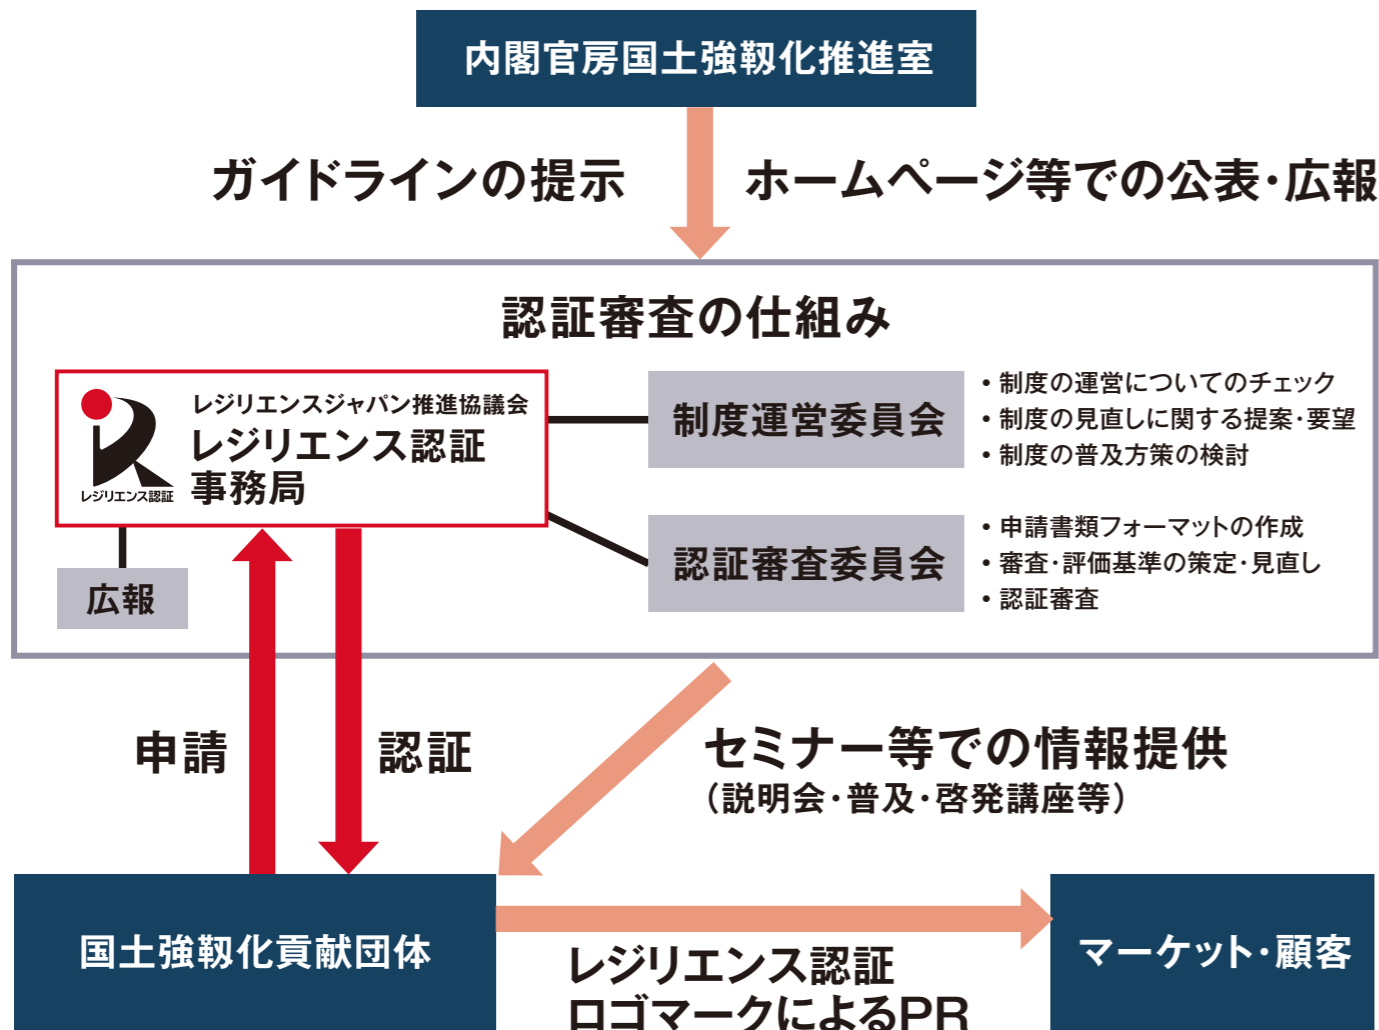 内閣官房国土強靱化推進室
ガイドラインの提示
ホームページ等での公表・広報
認証審査の仕組み
レジリエンス認証
レジリエンスジャパン推進協議会
レジリエンス認証
事務局
広報
制度運営委員会
・制度の運営についてのチェック
・制度の見直しに関する提案・要望
・制度の普及方策の検討
認証審査委員会
・申請書類フォーマットの作成
・審査・評価基準の策定・見直し
・認証審査
申請
認証
セミナー等での情報提供
（説明会・普及・啓発講座等）
国土強靱化貢献団体
レジリエンス認証
ロゴマークによるPR
マーケット・顧客